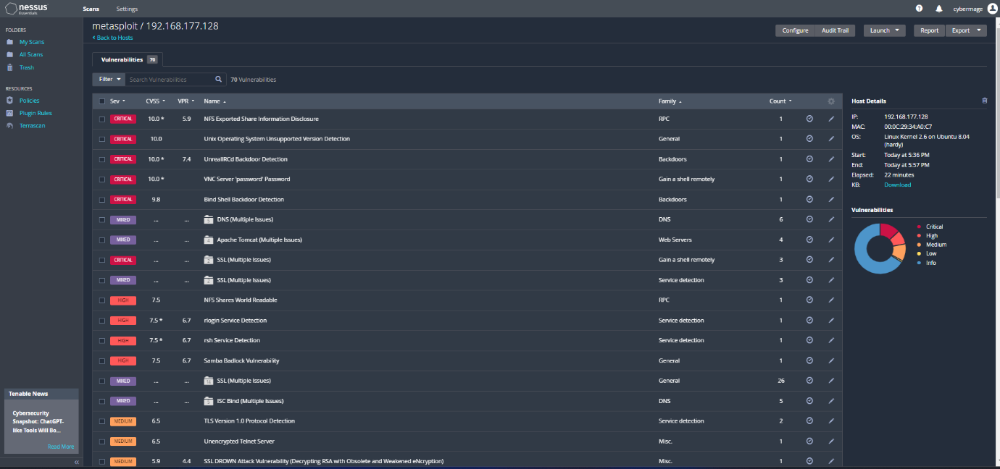 nessus Essentials Scans Settings cybermage
FOLDERS
My Scans
All Scans
Trash
RESOURCES
Policies
Plugin Rules
Terrascan
Tenable News
Cybersecurity
Snapshot: ChatGPT-
like Tools Will Bo...
Read More
metasploit / 192.168.177.128
Back to Hosts
Configure Audit Trail Launch Report Export
Vulnerabilities 70
Filter Search Vulnerabilities 70 Vulnerabilities
Sev CVSS VPR Name Family Count
CRITICAL 10.0 * 5.9 NFS Exported Share Information Disclosure RPC 1
CRITICAL 10.0 Unix Operating System Unsupported Version Detection General 1
CRITICAL 10.0 * 7.4 UnrealIRCd Backdoor Detection Backdoors 1
CRITICAL 10.0 * VNC Server 'password' Password Gain a shell remotely 1
CRITICAL 9.8 Bind Shell Backdoor Detection Backdoors 1
MIXED ... ... 5 DNS (Multiple Issues) DNS 6
MIXED ... ... 4 Apache Tomcat (Multiple Issues) Web Servers 4
CRITICAL ... ... 2 SSL (Multiple Issues) Gain a shell remotely 3
MIXED ... ... 2 SSL (Multiple Issues) Service detection 3
HIGH 7.5 NFS Shares World Readable RPC 1
HIGH 7.5 * 6.7 rlogin Service Detection Service detection 1
HIGH 7.5 * 6.7 rsh Service Detection Service detection 1
HIGH 7.5 6.7 Samba Badlock Vulnerability General 1
MIXED ... ... 14 SSL (Multiple Issues) General 26
MIXED ... ... 5 ISC Bind (Multiple Issues) DNS 5
MEDIUM 6.5 TLS Version 1.0 Protocol Detection Service detection 2
MEDIUM 6.5 Unencrypted Telnet Server Misc. 1
MEDIUM 5.9 4.4 SSL DROWN Attack Vulnerability (Decrypting RSA with Obsolete and Weakened eNcryption) Misc. 1
Host Details
IP: 192.168.177.128
MAC: 00:0C:29:34:A0:C7
OS: Linux Kernel 2.6 on Ubuntu 8.04
(hardy)
Start: Today at 5:36 PM
End: Today at 5:57 PM
Elapsed: 22 minutes
KB: Download
Vulnerabilities
Critical
High
Medium
Low
Info